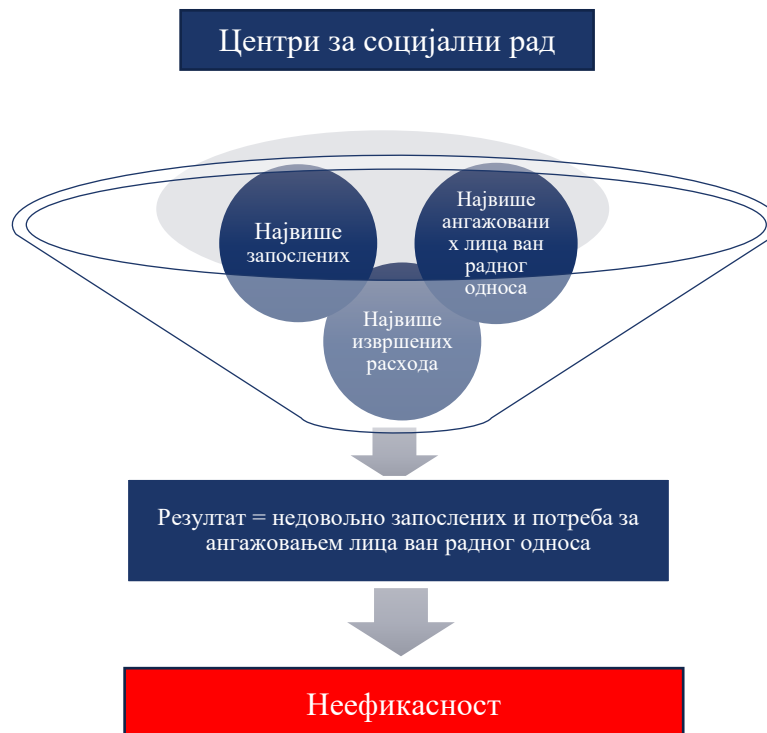 Центри за социјални рад
Највише
запослених
Највише
ангажовани
х лица ван
радног
односа
Највише
извршених
расхода
Резултат = недовољно запослених и потреба за
ангажовањем лица ван радног односа
Неефикасност